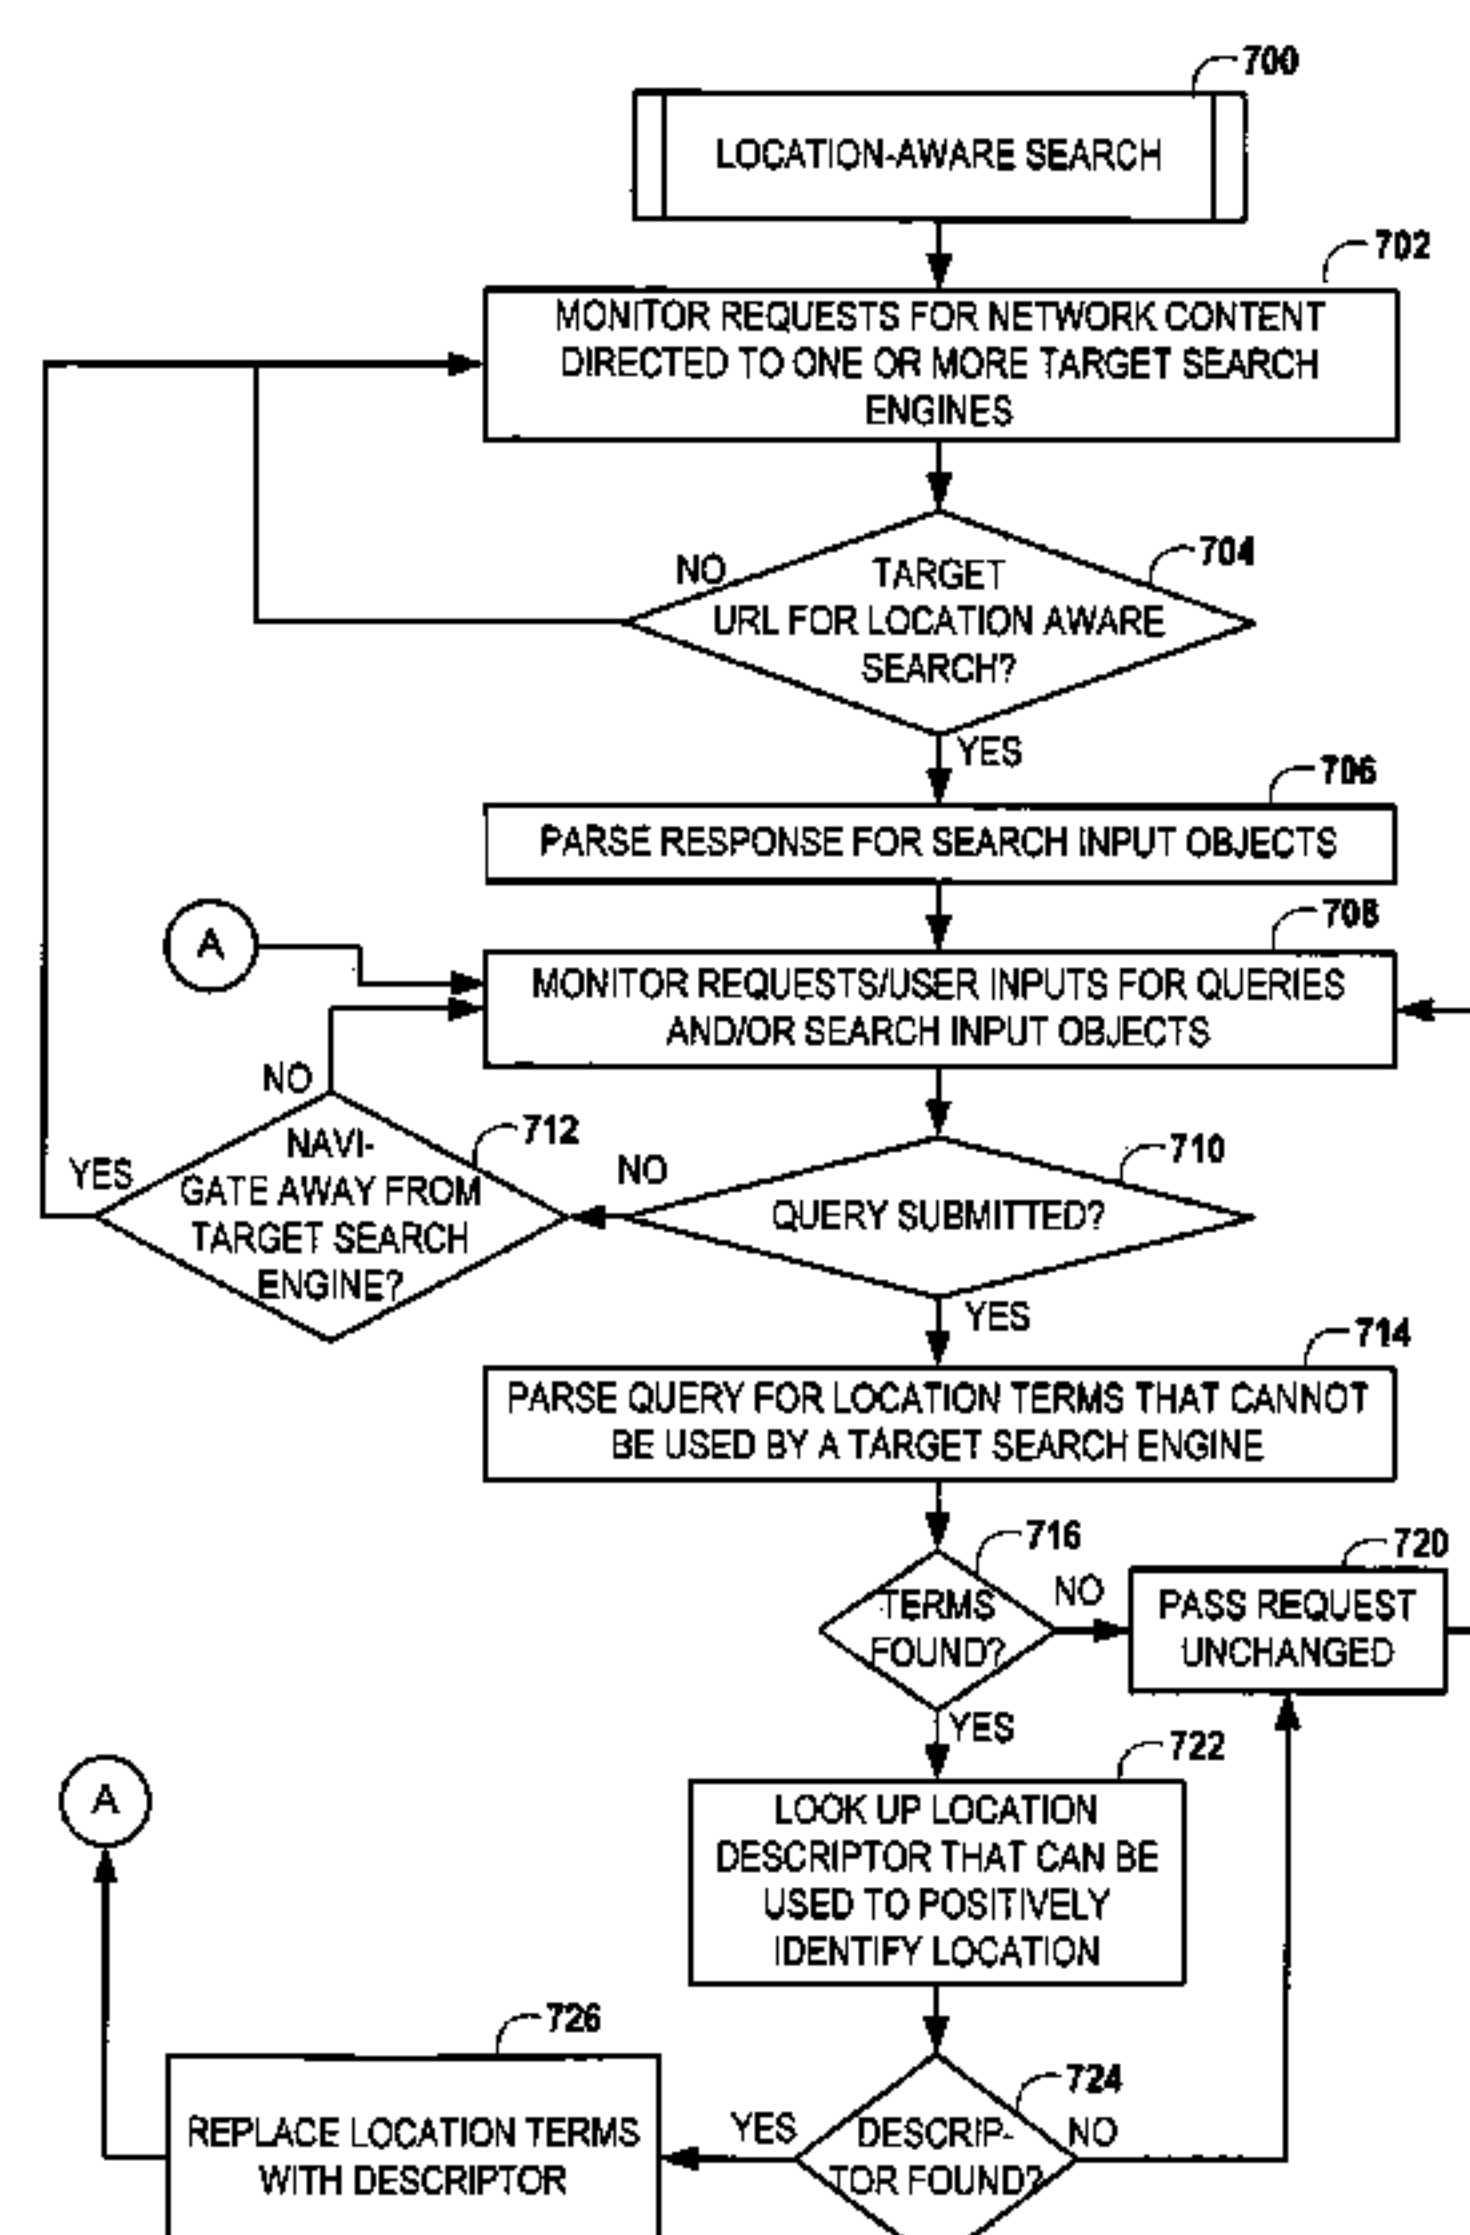 700
LOCATION-AWARE SEARCH
702
MONITOR REQUESTS FOR NETWORK CONTENT
DIRECTED TO ONE OR MORE TARGET SEARCH
ENGINES
704
NO
TARGET
URL FOR LOCATION AWARE
SEARCH?
YES
706
PARSE RESPONSE FOR SEARCH INPUT OBJECTS
708
A
MONITOR REQUESTS/USER INPUTS FOR QUERIES
AND/OR SEARCH INPUT OBJECTS
NO
712
NAVI-
GATE AWAY FROM
TARGET SEARCH
ENGINE?
YES
NO
710
QUERY SUBMITTED?
YES
714
PARSE QUERY FOR LOCATION TERMS THAT CANNOT
BE USED BY A TARGET SEARCH ENGINE
716
TERMS
FOUND?
NO
720
PASS REQUEST
UNCHANGED
YES
722
LOOK UP LOCATION
DESCRIPTOR THAT CAN BE
USED TO POSITIVELY
IDENTIFY LOCATION
A
726
REPLACE LOCATION TERMS
WITH DESCRIPTOR
YES
724
DESCRIP-
TOR FOUND?
NO